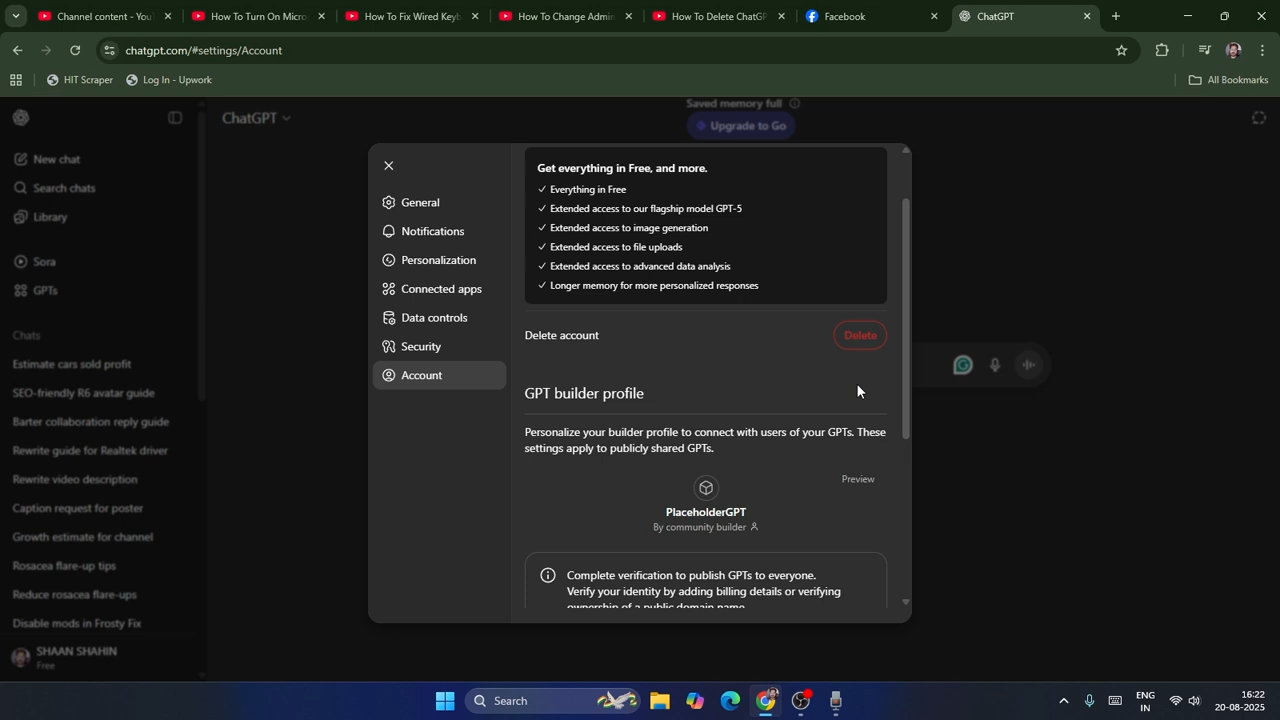 Channel content - You
How To Turn On Micro
How To Fix Wired Keyb
How To Change Admin
How To Delete ChatGP
Facebook
ChatGPT
chatgpt.com/#settings/Account
HIT Scraper
Log In - Upwork
All Bookmarks
ChatGPT
Saved memory full
Upgrade to Go
New chat
Search chats
Library
Sora
GPTs
Chats
Estimate cars sold profit
SEO-friendly R6 avatar guide
Barter collaboration reply guide
Rewrite guide for Realtek driver
Rewrite video description
Caption request for poster
Growth estimate for channel
Rosacea flare-up tips
Reduce rosacea flare-ups
Disable mods in Frosty Fix
SHAAN SHAHIN
Free
General
Notifications
Personalization
Connected apps
Data controls
Security
Account
Get everything in Free, and more.
Everything in Free
Extended access to our flagship model GPT-5
Extended access to image generation
Extended access to file uploads
Extended access to advanced data analysis
Longer memory for more personalized responses
Delete account
Delete
GPT builder profile
Personalize your builder profile to connect with users of your GPTs. These
settings apply to publicly shared GPTs.
Preview
PlaceholderGPT
By community builder
Complete verification to publish GPTs to everyone.
Verify your identity by adding billing details or verifying
ownership of a public domain name.
Search
ENG
IN
16:22
20-08-2025